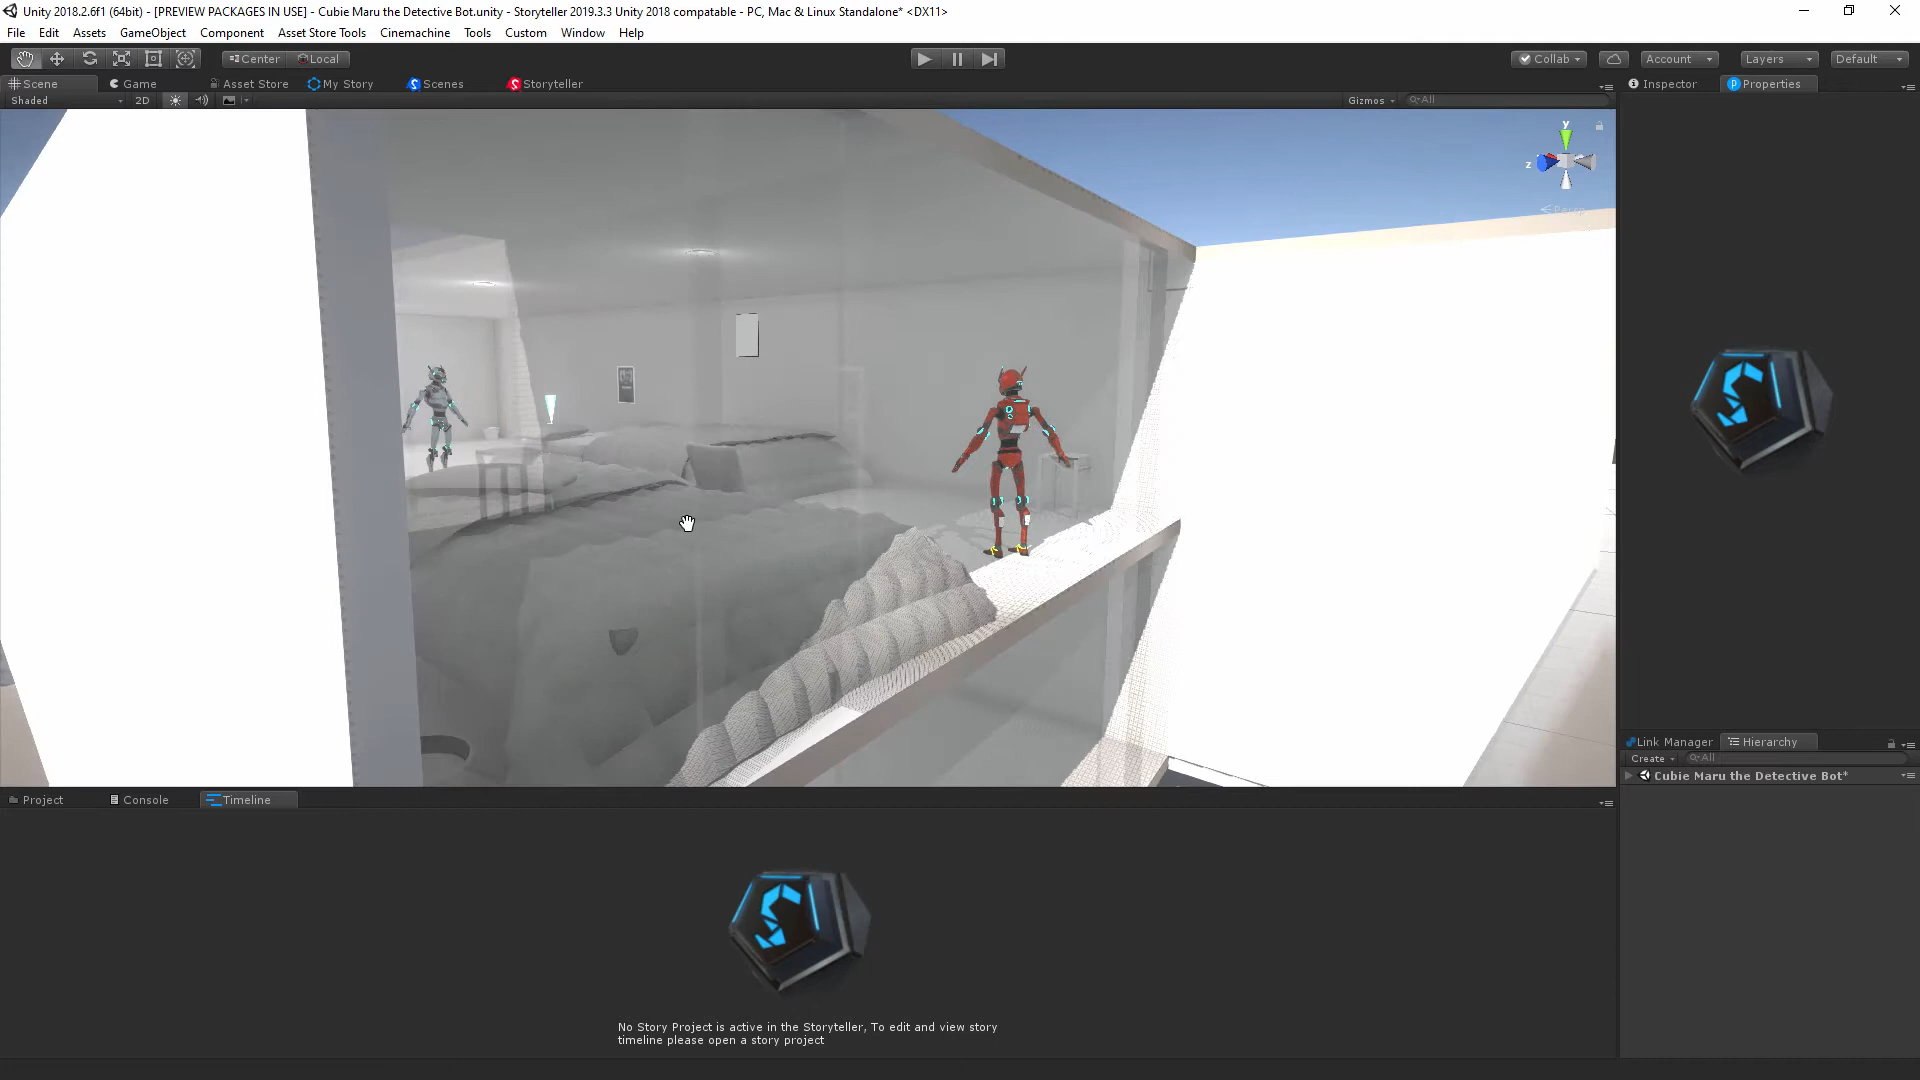 Unity 2018.2.6f1 (64bit) - [PREVIEW PACKAGES IN USE] - Cubie Maru the Detective Bot.unity - Storyteller 2019.3.3 Unity 2018 compatable - PC, Mac & Linux Standalone* <DX11>
File Edit Assets GameObject Component Asset Store Tools Cinemachine Tools Custom Window Help
Center Local Collab Account Layers Default
Scene Game Asset Store My Story Scenes Storyteller Inspector Properties
Shaded 2D Gizmos All
y
z
Persp
Link Manager Hierarchy
Create All
Cubie Maru the Detective Bot*
Project Console Timeline
No Story Project is active in the Storyteller, To edit and view story
timeline please open a story project